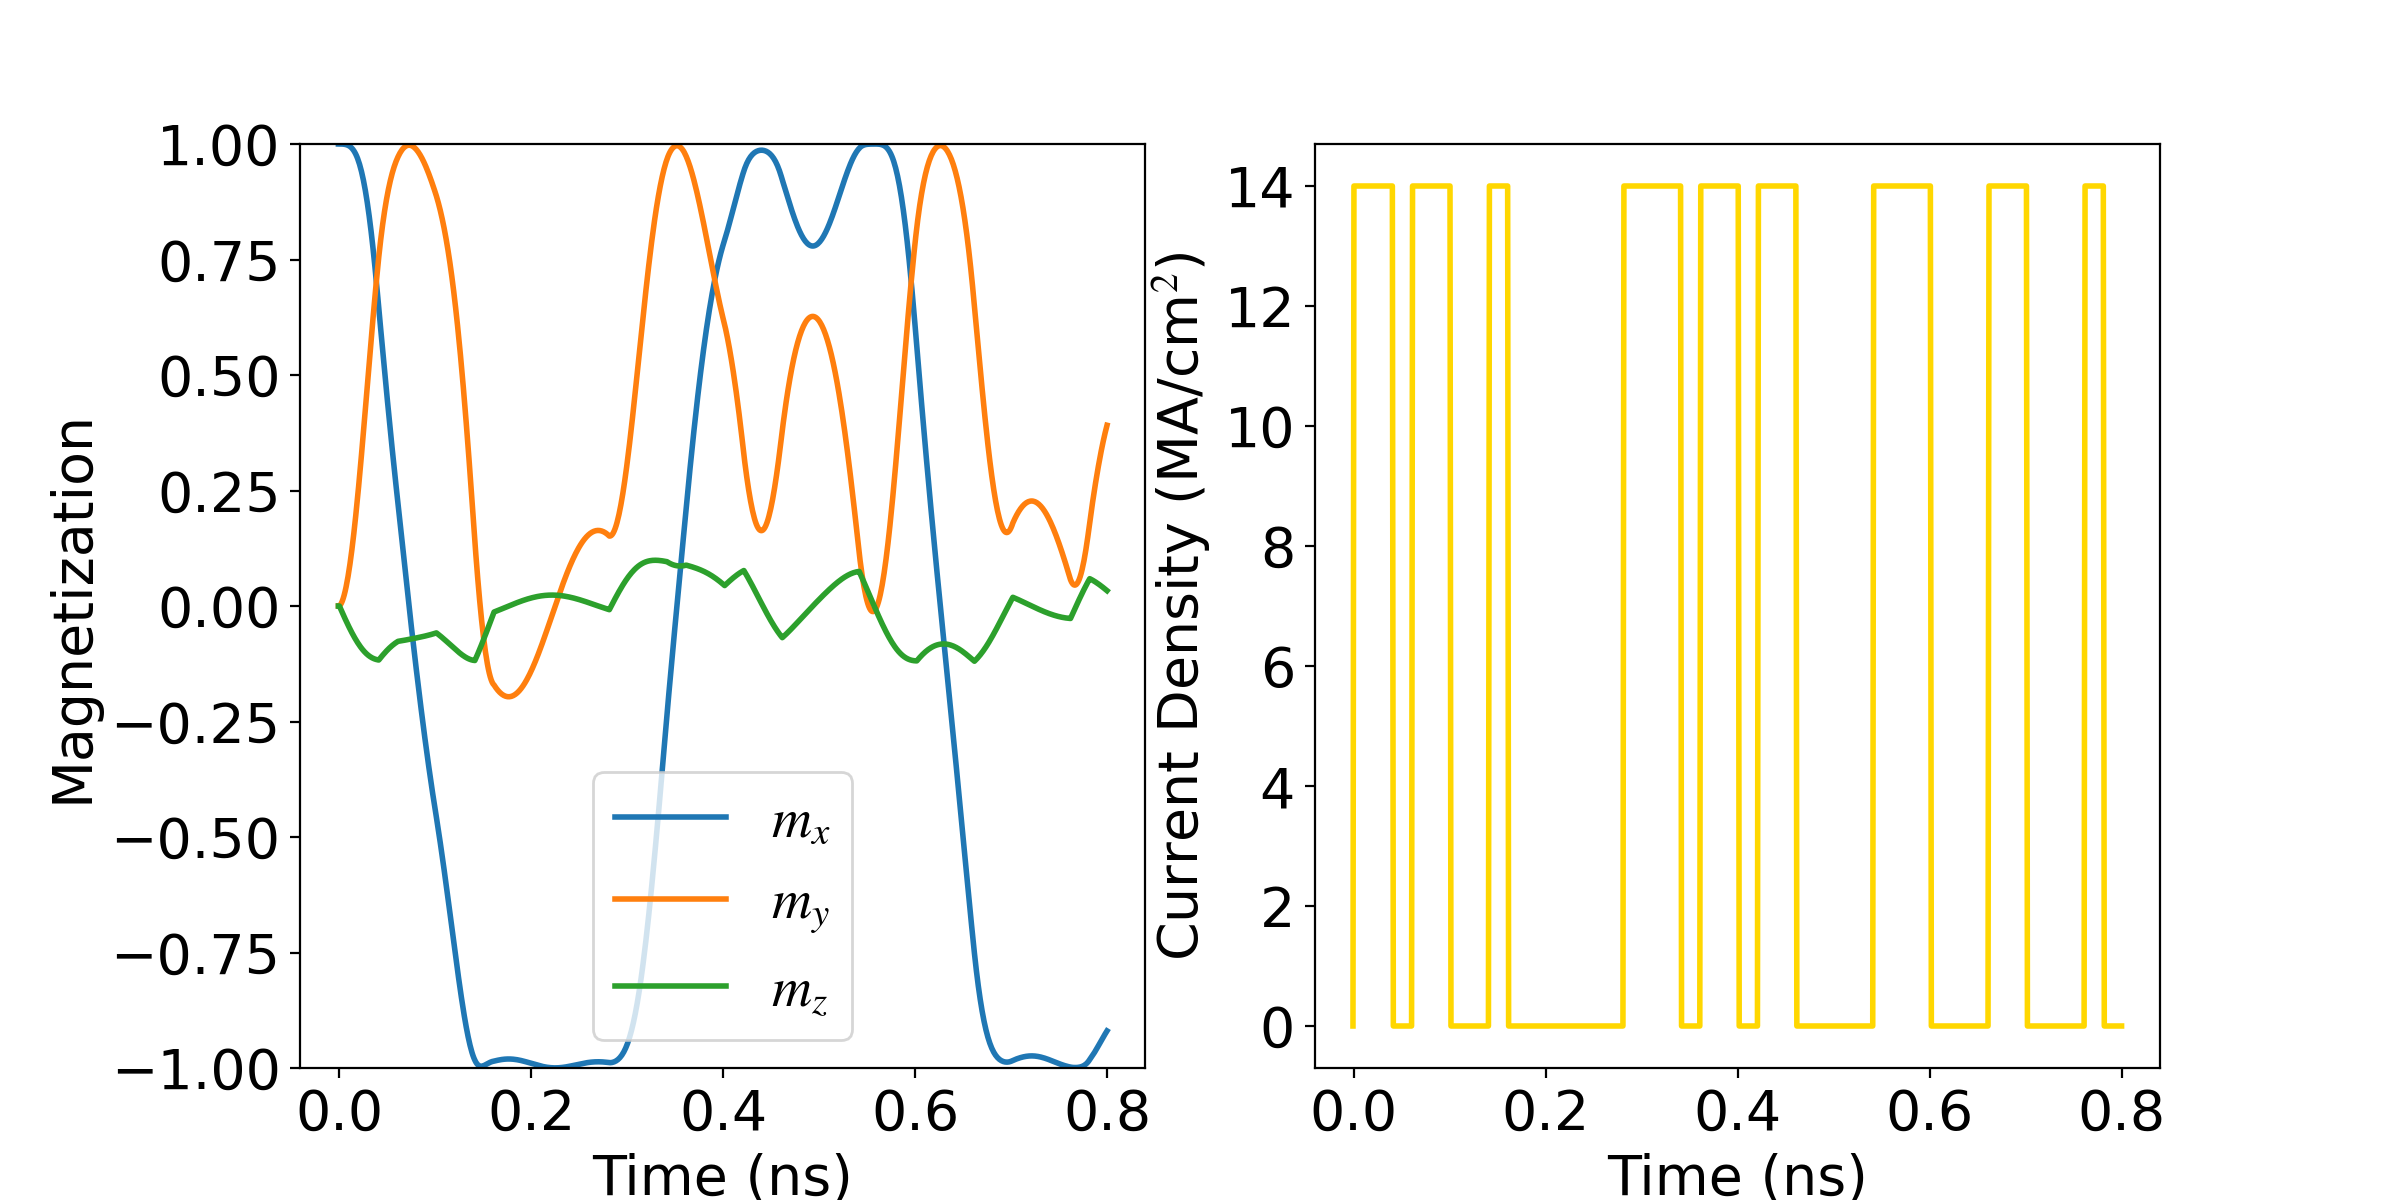 1.00
0.75
0.50
0.25
0.00
−0.25
−0.50
−0.75
−1.00
Magnetization
0.0 0.2 0.4 0.6 0.8
Time (ns)
m_x
m_y
m_z
14
12
10
8
6
4
2
0
Current Density (MA/cm²)
0.0 0.2 0.4 0.6 0.8
Time (ns)